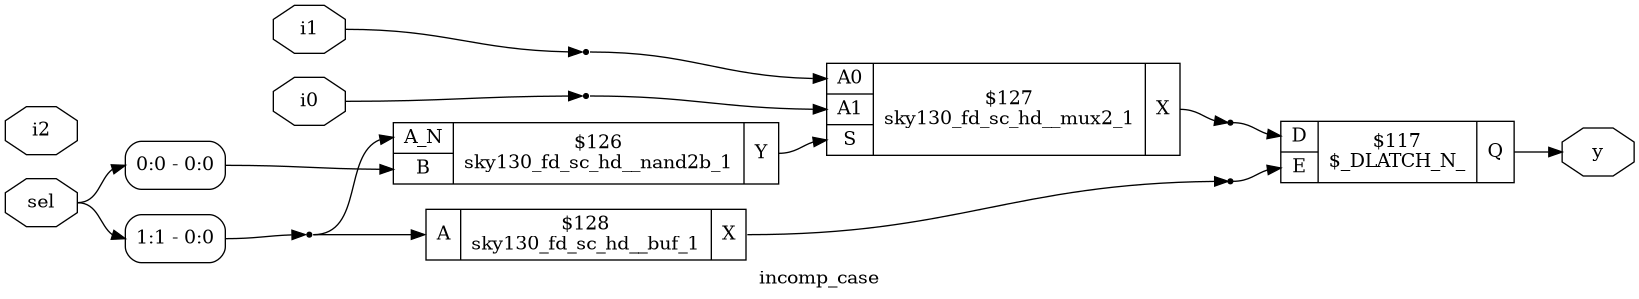 i1
i0
i2
sel
0:0 - 0:0
1:1 - 0:0
A_N
B
$126
sky130_fd_sc_hd__nand2b_1
Y
A
$128
sky130_fd_sc_hd__buf_1
X
A0
A1
S
$127
sky130_fd_sc_hd__mux2_1
X
D
E
$117
$_DLATCH_N_
Q
y
incomp_case